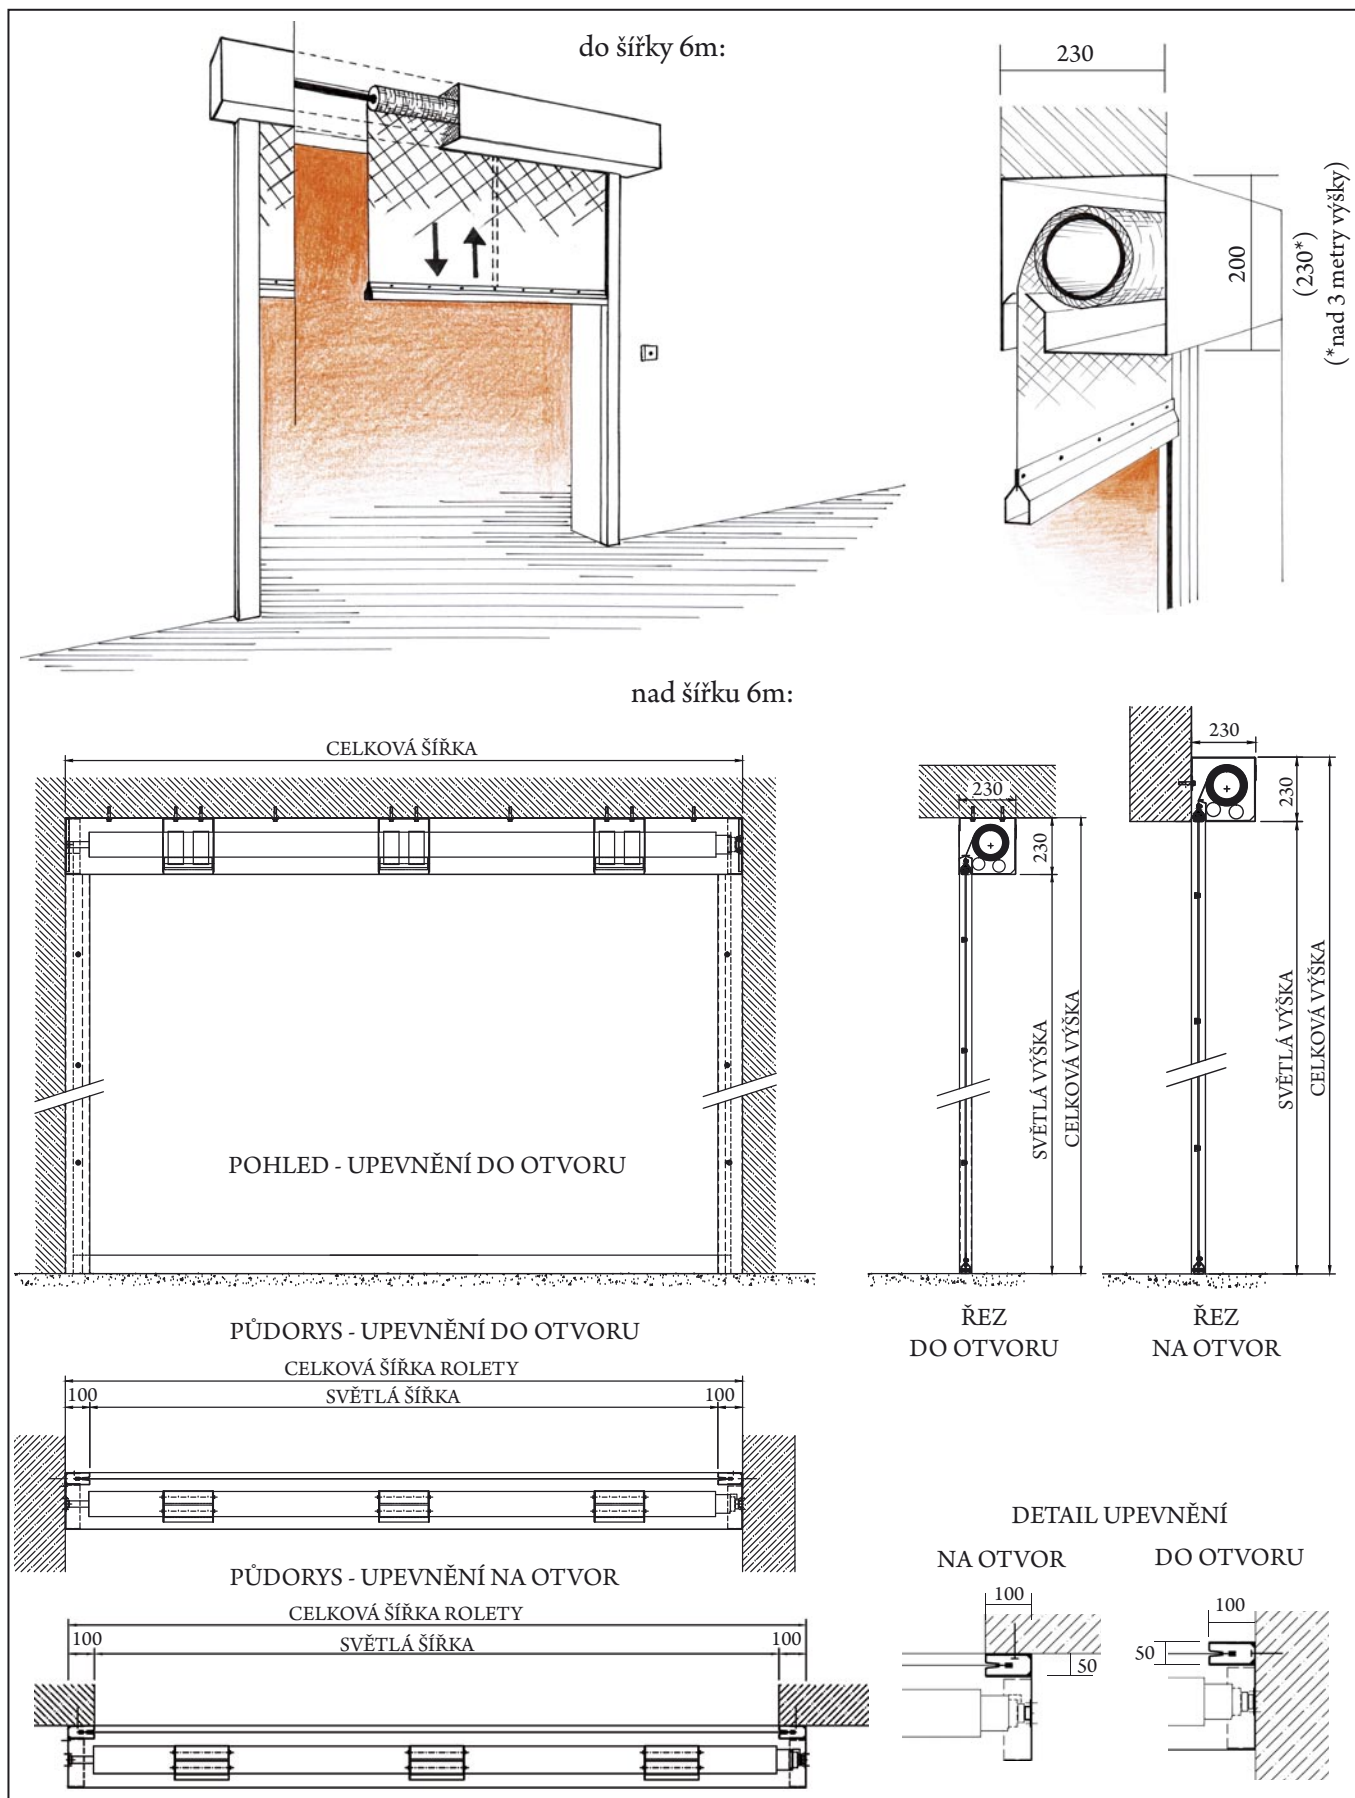 do šířky 6m:
230
200
(230*)
(*nad 3 metry výšky)
nad šířku 6m:
CELKOVÁ ŠÍŘKA
230
230
SVĚTLÁ VÝŠKA
CELKOVÁ VÝŠKA
230
230
SVĚTLÁ VÝŠKA
CELKOVÁ VÝŠKA
POHLED - UPEVNĚNÍ DO OTVORU
ŘEZ
DO OTVORU
ŘEZ
NA OTVOR
PŮDORYS - UPEVNĚNÍ DO OTVORU
CELKOVÁ ŠÍŘKA ROLETY
100
SVĚTLÁ ŠÍŘKA
100
PŮDORYS - UPEVNĚNÍ NA OTVOR
CELKOVÁ ŠÍŘKA ROLETY
100
SVĚTLÁ ŠÍŘKA
100
DETAIL UPEVNĚNÍ
NA OTVOR
DO OTVORU
100
50
100
50